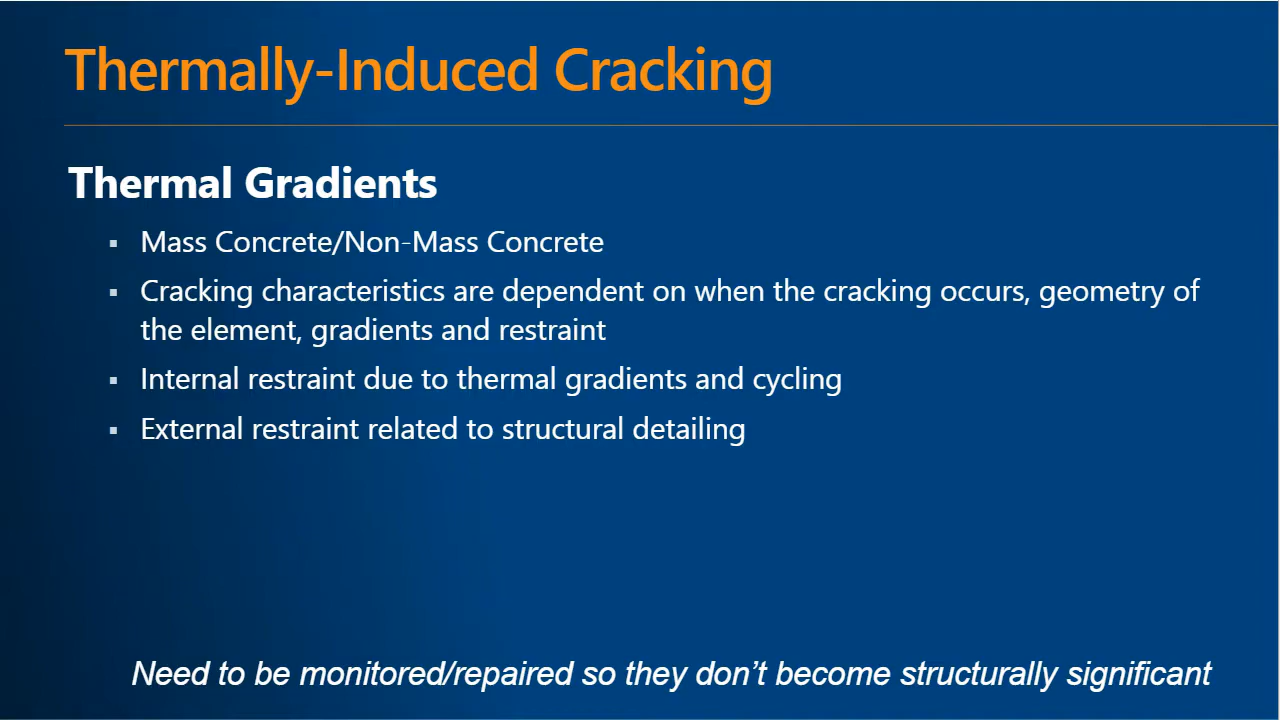 Thermally-Induced Cracking
Thermal Gradients
▪ Mass Concrete/Non-Mass Concrete
▪ Cracking characteristics are dependent on when the cracking occurs, geometry of
the element, gradients and restraint
▪ Internal restraint due to thermal gradients and cycling
▪ External restraint related to structural detailing
Need to be monitored/repaired so they don’t become structurally significant